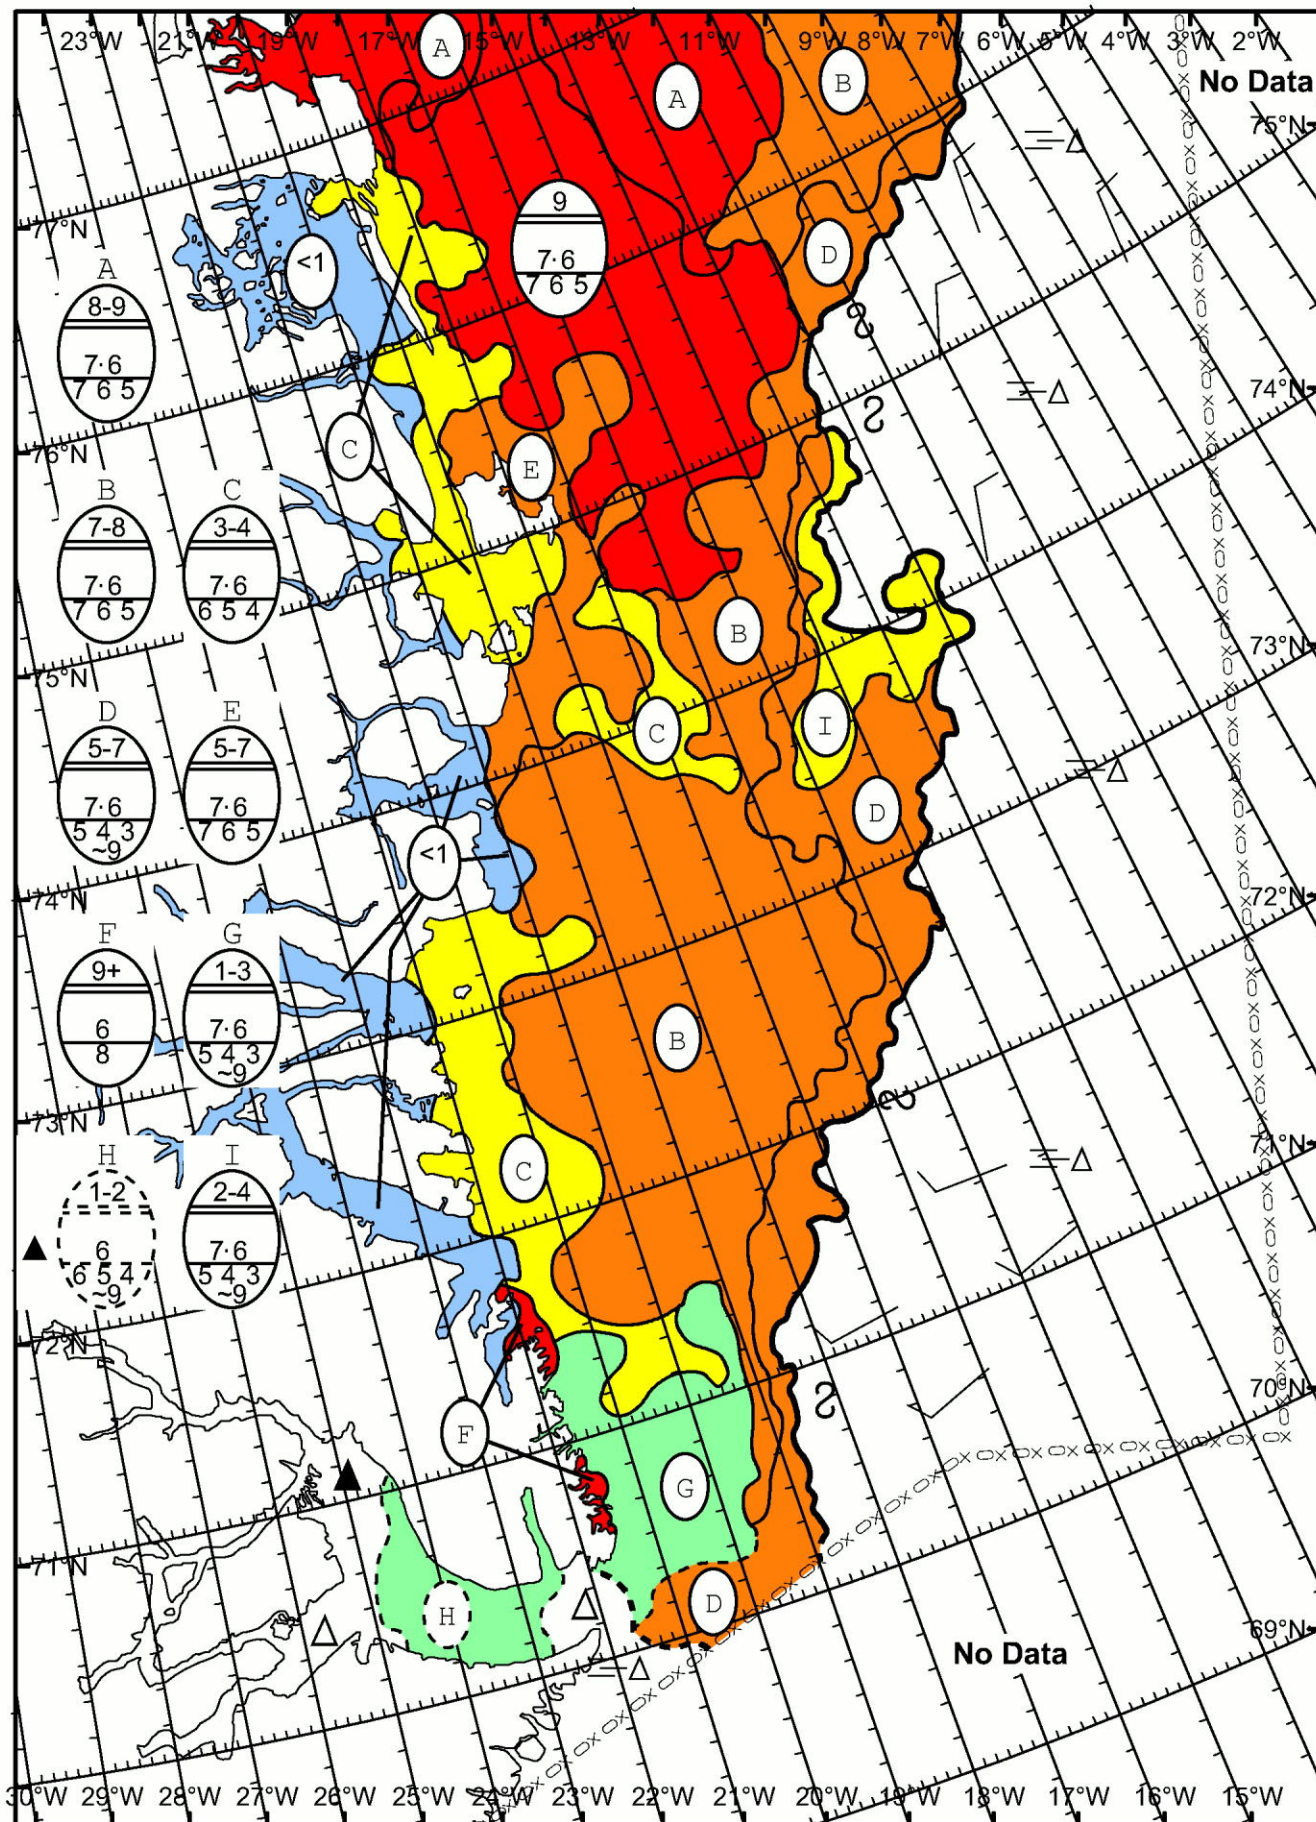 23°W 21°W 19°W 17°W 15°W 13°W 11°W 9°W 8°W 7°W 6°W 5°W 4°W 3°W 2°W
A
B
No Data
A
75°N
9
7·6
7 6 5
77°N
D
<1
A
8-9
7·6
7 6 5
74°N
C
76°N
E
B C
7-8 3-4
7·6 7·6
7 6 5 6 5 4
B
73°N
75°N
C
I
D E
5-7 5-7
7·6 7·6
5 4 3 7 6 5
~9
D
<1
74°N
72°N
F G
9+ 1-3
6 7·6
8 5 4 3
~9
B
73°N
71°N
H I
1-2 2-4
6 7·6
6 5 4 5 4 3
~9 ~9
C
72°N
70°N
F
G
71°N
H
D
69°N
No Data
30°W 29°W 28°W 27°W 26°W 25°W 24°W 23°W 22°W 21°W 20°W 19°W 18°W 17°W 16°W 15°W